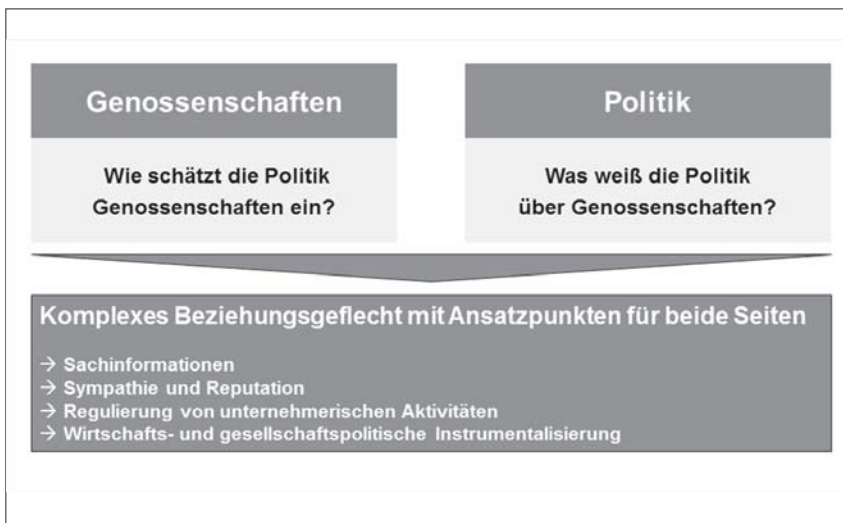 Genossenschaften
Wie schätzt die Politik
Genossenschaften ein?
Politik
Was weiß die Politik
über Genossenschaften?
Komplexes Beziehungsgeflecht mit Ansatzpunkten für beide Seiten
→ Sachinformationen
→ Sympathie und Reputation
→ Regulierung von unternehmerischen Aktivitäten
→ Wirtschafts- und gesellschaftspolitische Instrumentalisierung